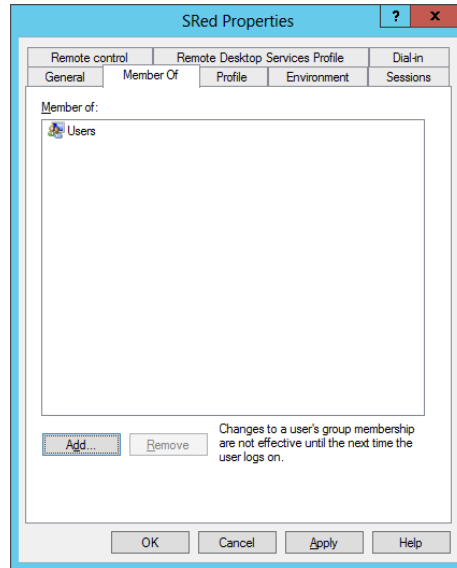 SRed Properties
? x
Remote control Remote Desktop Services Profile Dial-in
General Member Of Profile Environment Sessions
Member of:
Users
Add... Remove
Changes to a user's group membership
are not effective until the next time the
user logs on.
OK Cancel Apply Help